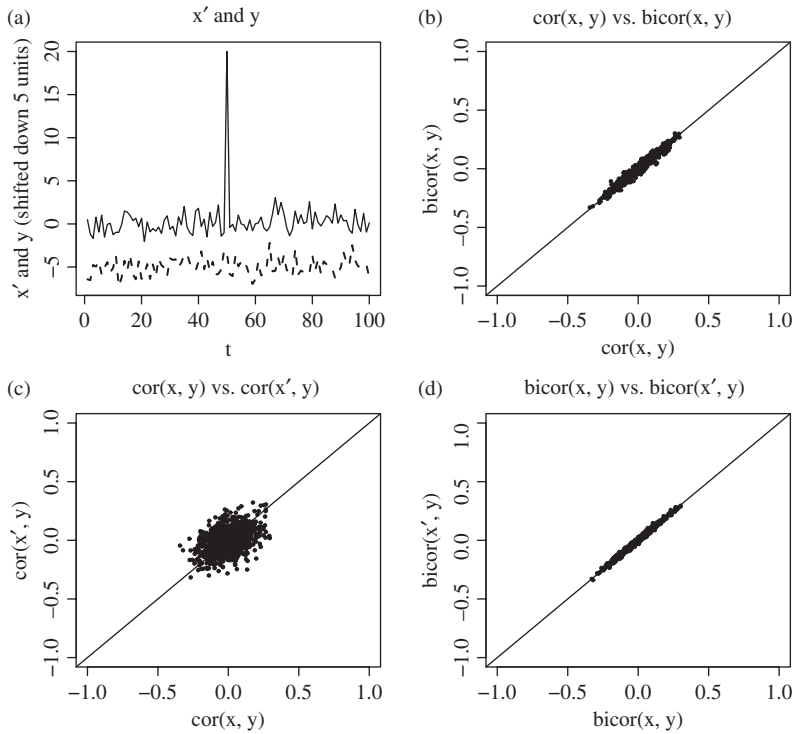 (a)
x′ and y
x′ and y (shifted down 5 units)
20
15
10
5
0
−5
0
20
40
60
80
100
t
(b)
cor(x, y) vs. bicor(x, y)
bicor(x, y)
1.0
0.5
0.0
−0.5
−1.0
−1.0
−0.5
0.0
0.5
1.0
cor(x, y)
(c)
cor(x, y) vs. cor(x′, y)
cor(x′, y)
1.0
0.5
0.0
−0.5
−1.0
−1.0
−0.5
0.0
0.5
1.0
cor(x, y)
(d)
bicor(x, y) vs. bicor(x′, y)
bicor(x′, y)
1.0
0.5
0.0
−0.5
−1.0
−1.0
−0.5
0.0
0.5
1.0
bicor(x, y)